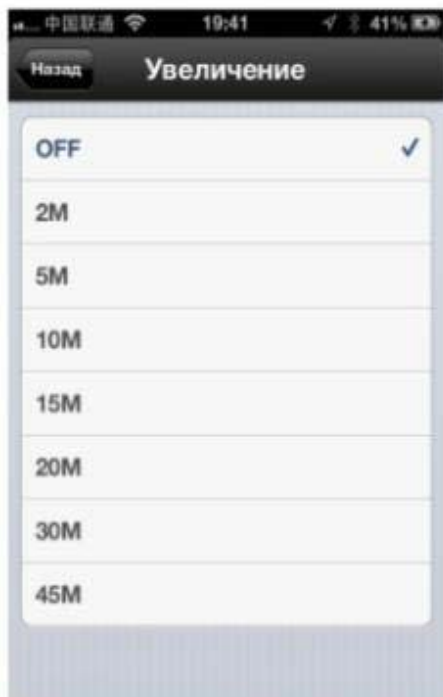 中国联通 19:41 41%
Назад Увеличение
OFF
2M
5M
10M
15M
20M
30M
45M